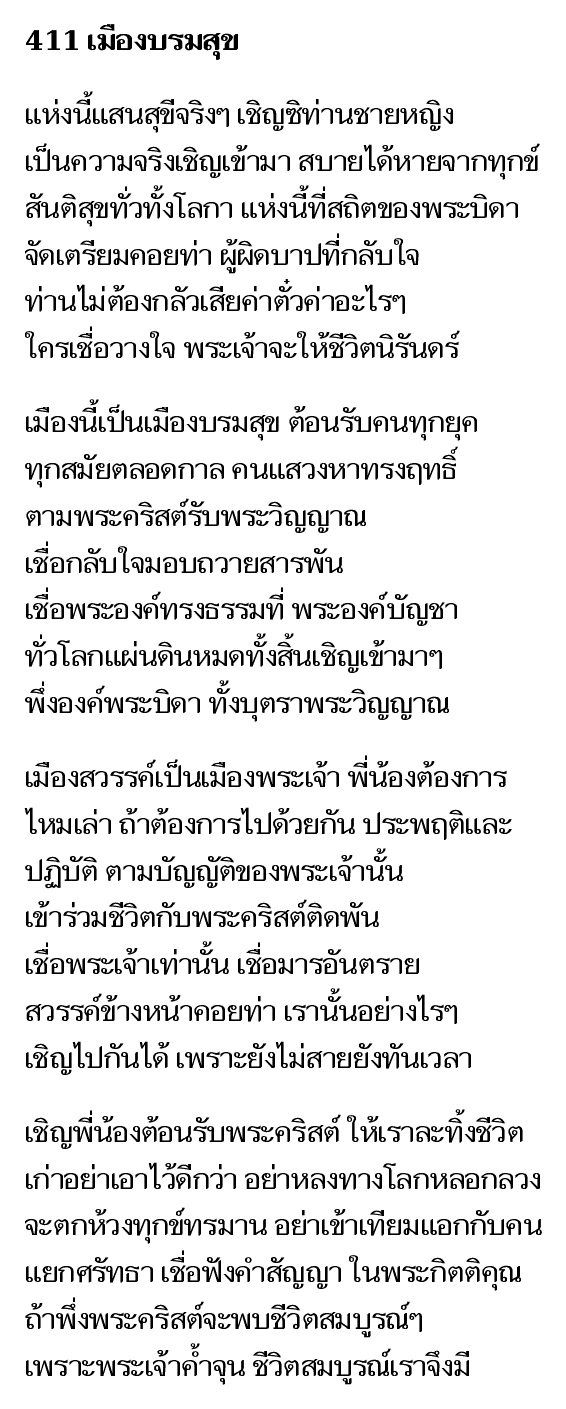 411 เมืองบรมสุข
แห่งนี้แสนสุขีจริงๆ เชิญซิท่านชายหญิง
เป็นความจริงเชิญเข้ามา สบายได้หายจากทุกข์
สันติสุขทั่วทั้งโลกา แห่งนี้ที่สถิตของพระบิดา
จัดเตรียมคอยท่า ผู้ผิดบาปที่กลับใจ
ท่านไม่ต้องกลัวเสียค่าตั๋วค่าอะไรๆ
ใครเชื่อวางใจ พระเจ้าจะให้ชีวิตนิรันดร์
เมืองนี้เป็นเมืองบรมสุข ต้อนรับคนทุกยุค
ทุกสมัยตลอดกาล คนแสวงหาทรงฤทธิ์
ตามพระคริสต์รับพระวิญญาณ
เชื่อกลับใจมอบถวายสารพัน
เชื่อพระองค์ทรงธรรมที่ พระองค์บัญชา
ทั่วโลกแผ่นดินหมดทั้งสิ้นเชิญเข้ามาๆ
พึ่งองค์พระบิดา ทั้งบุตราพระวิญญาณ
เมืองสวรรค์เป็นเมืองพระเจ้า พี่น้องต้องการ
ไหมเล่า ถ้าต้องการไปด้วยกัน ประพฤติและ
ปฏิบัติ ตามบัญญัติของพระเจ้านั้น
เข้าร่วมชีวิตกับพระคริสต์ติดพัน
เชื่อพระเจ้าเท่านั้น เชื่อมารอันตราย
สวรรค์ข้างหน้าคอยท่า เรานั้นอย่างไรๆ
เชิญไปกันได้ เพราะยังไม่สายยังทันเวลา
เชิญพี่น้องต้อนรับพระคริสต์ ให้เราละทิ้งชีวิต
เก่าอย่าเอาไว้ดีกว่า อย่าหลงทางโลกหลอกลวง
จะตกห้วงทุกข์ทรมาน อย่าเข้าเทียมแอกกับคน
แยกศรัทธา เชื่อฟังคำสัญญา ในพระกิตติคุณ
ถ้าพึ่งพระคริสต์จะพบชีวิตสมบูรณ์ๆ
เพราะพระเจ้าค้ำจุน ชีวิตสมบูรณ์เราจึงมี